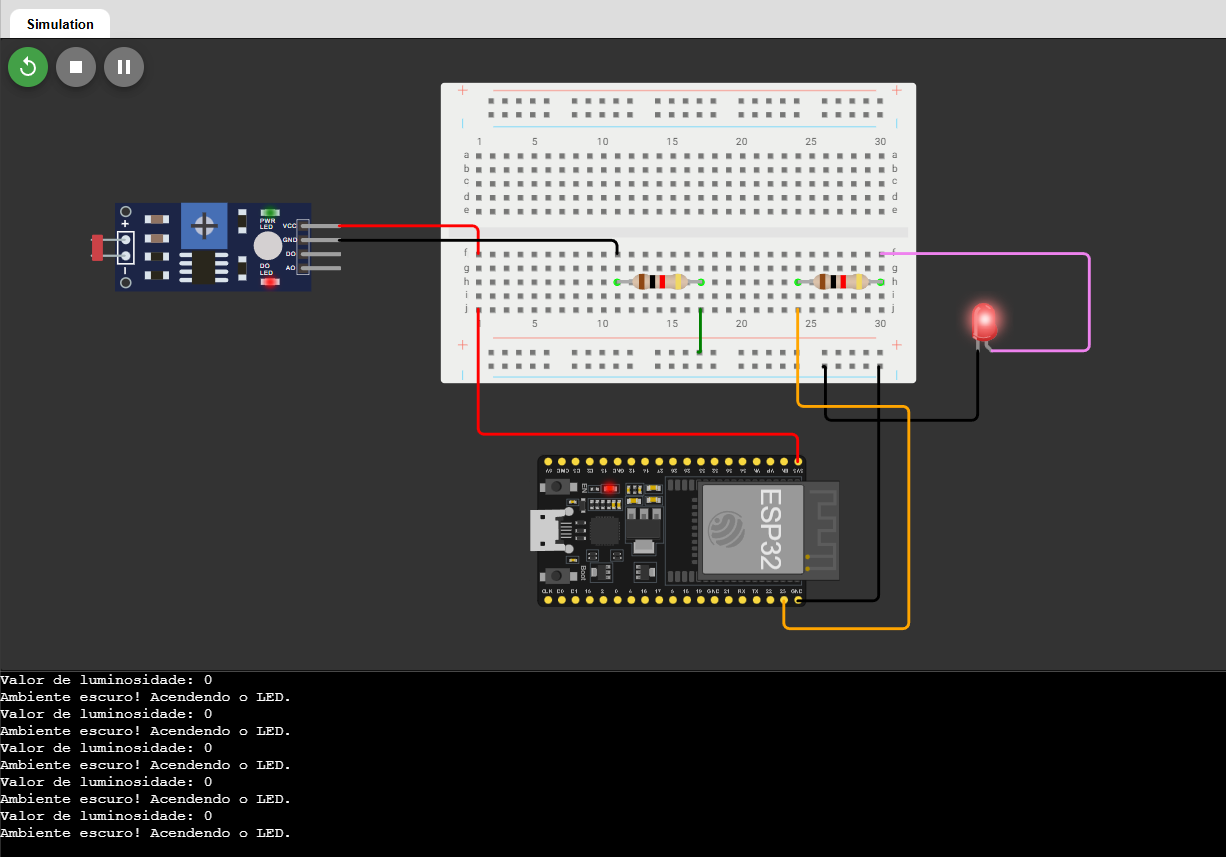 Simulation
+ +
1 5 10 15 20 25 30
a a
b b
c c
d d
e e
PWR
LED
VCC
GND
DO
AO
DO
LED
+
f f
g g
h h
i i
j j
1 5 10 15 20 25 30
+ +
EN
Boot
ESP32
CLK D0 D1 15 2 0 4 16 17 5 18 19 GND 21 RX TX 22 23 GND
Valor de luminosidade: 0
Ambiente escuro! Acendendo o LED.
Valor de luminosidade: 0
Ambiente escuro! Acendendo o LED.
Valor de luminosidade: 0
Ambiente escuro! Acendendo o LED.
Valor de luminosidade: 0
Ambiente escuro! Acendendo o LED.
Valor de luminosidade: 0
Ambiente escuro! Acendendo o LED.